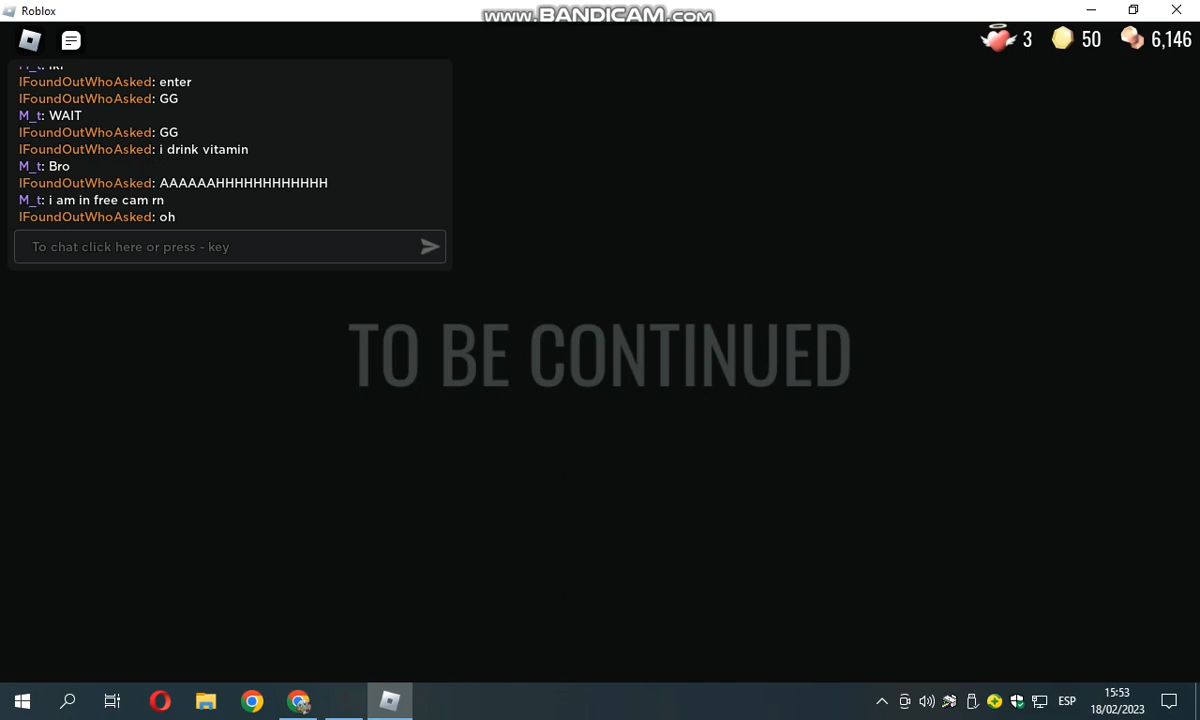 Roblox
www.BANDICAM.com
3
50
6,146
IFoundOutWhoAsked: enter
IFoundOutWhoAsked: GG
M_t: WAIT
IFoundOutWhoAsked: GG
IFoundOutWhoAsked: i drink vitamin
M_t: Bro
IFoundOutWhoAsked: AAAAAAHHHHHHHHHHHH
M_t: i am in free cam rn
IFoundOutWhoAsked: oh
To chat click here or press - key
TO BE CONTINUED
ESP
15:53
18/02/2023